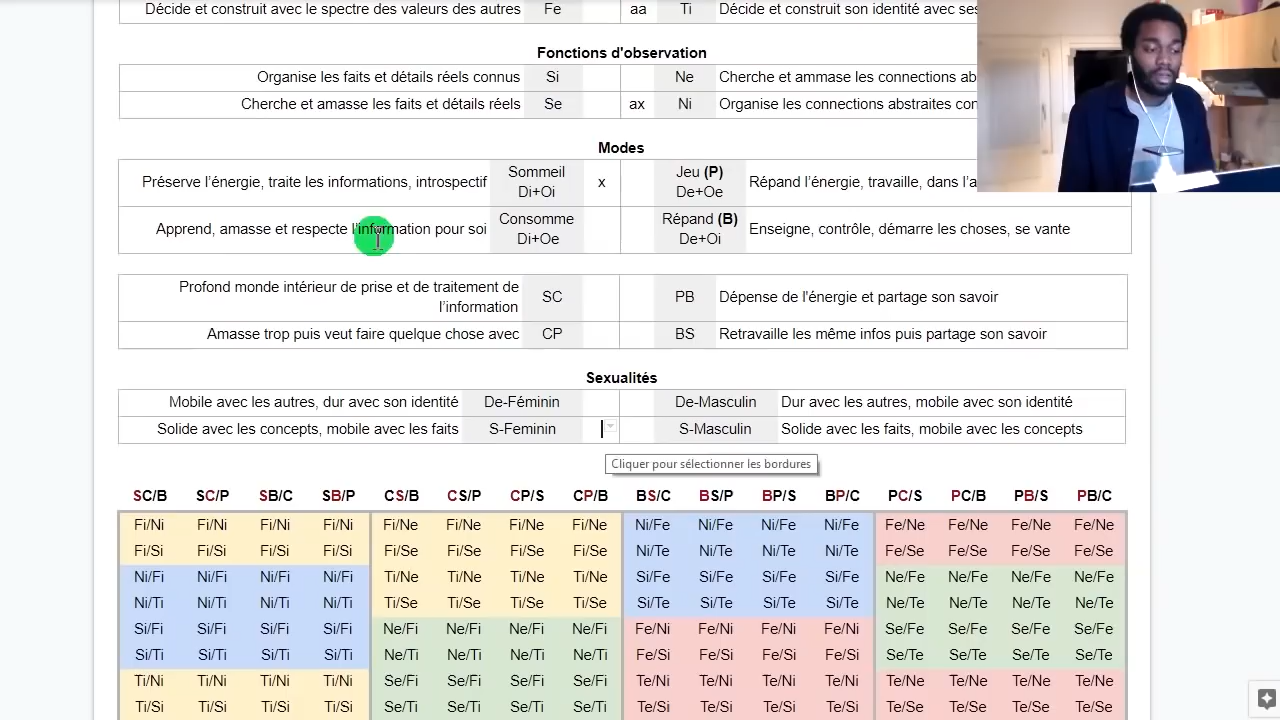 Décide et construit avec le spectre des valeurs des autres Fe aa Ti Décide et construit son identité avec ses
Fonctions d'observation
Organise les faits et détails réels connus Si Ne Cherche et ammasse les connections ab
Cherche et amasse les faits et détails réels Se ax Ni Organise les connections abstraites con
Modes
Préserve l'énergie, traite les informations, introspectif Sommeil Di+Oi x Jeu (P) De+Oe Répand l'énergie, travaille, dans l'a
Apprend, amasse et respecte l'information pour soi Consomme Di+Oe Répand (B) De+Oi Enseigne, contrôle, démarre les choses, se vante
Profond monde intérieur de prise et de traitement de
l'information SC PB Dépense de l'énergie et partage son savoir
Amasse trop puis veut faire quelque chose avec CP BS Retravaille les même infos puis partage son savoir
Sexualités
Mobile avec les autres, dur avec son identité De-Féminin De-Masculin Dur avec les autres, mobile avec son identité
Solide avec les concepts, mobile avec les faits S-Feminin S-Masculin Solide avec les faits, mobile avec les concepts
Cliquer pour sélectionner les bordures
SC/B SC/P SB/C SB/P CS/B CS/P CP/S CP/B BS/C BS/P BP/S BP/C PC/S PC/B PB/S PB/C
Fi/Ni Fi/Ni Fi/Ni Fi/Ni Fi/Ne Fi/Ne Fi/Ne Fi/Ne Ni/Fe Ni/Fe Ni/Fe Ni/Fe Fe/Ne Fe/Ne Fe/Ne Fe/Ne
Fi/Si Fi/Si Fi/Si Fi/Si Fi/Se Fi/Se Fi/Se Fi/Se Ni/Te Ni/Te Ni/Te Ni/Te Fe/Se Fe/Se Fe/Se Fe/Se
Ni/Fi Ni/Fi Ni/Fi Ni/Fi Ti/Ne Ti/Ne Ti/Ne Ti/Ne Si/Fe Si/Fe Si/Fe Si/Fe Ne/Fe Ne/Fe Ne/Fe Ne/Fe
Ni/Ti Ni/Ti Ni/Ti Ni/Ti Ti/Se Ti/Se Ti/Se Ti/Se Si/Te Si/Te Si/Te Si/Te Ne/Te Ne/Te Ne/Te Ne/Te
Si/Fi Si/Fi Si/Fi Si/Fi Ne/Fi Ne/Fi Ne/Fi Ne/Fi Fe/Ni Fe/Ni Fe/Ni Fe/Ni Se/Fe Se/Fe Se/Fe Se/Fe
Si/Ti Si/Ti Si/Ti Si/Ti Ne/Ti Ne/Ti Ne/Ti Ne/Ti Fe/Si Fe/Si Fe/Si Fe/Si Se/Te Se/Te Se/Te Se/Te
Ti/Ni Ti/Ni Ti/Ni Ti/Ni Se/Fi Se/Fi Se/Fi Se/Fi Te/Ni Te/Ni Te/Ni Te/Ni Te/Ne Te/Ne Te/Ne Te/Ne
Ti/Si Ti/Si Ti/Si Ti/Si Se/Ti Se/Ti Se/Ti Se/Ti Te/Si Te/Si Te/Si Te/Si Te/Se Te/Se Te/Se Te/Se